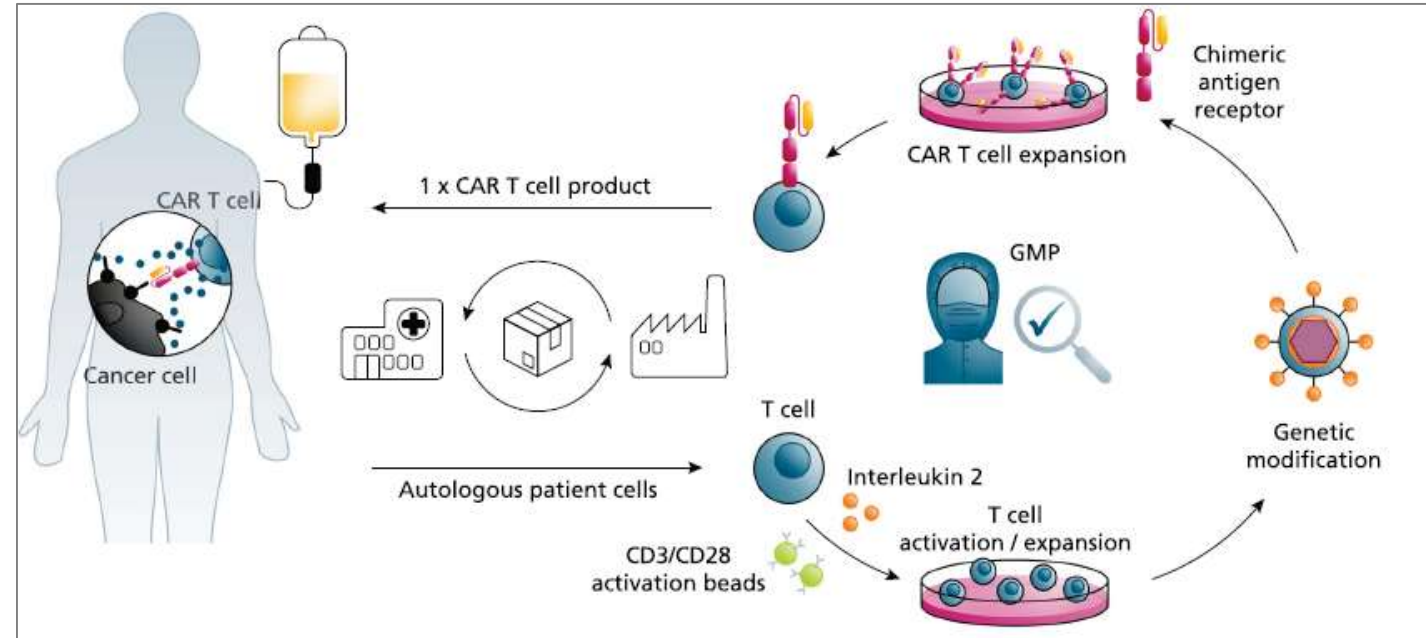 Chimeric
antigen
receptor
CAR T cell expansion
CAR T cell
1 x CAR T cell product
GMP
Cancer cell
T cell
Genetic
modification
Interleukin 2
Autologous patient cells
T cell
activation / expansion
CD3/CD28
activation beads